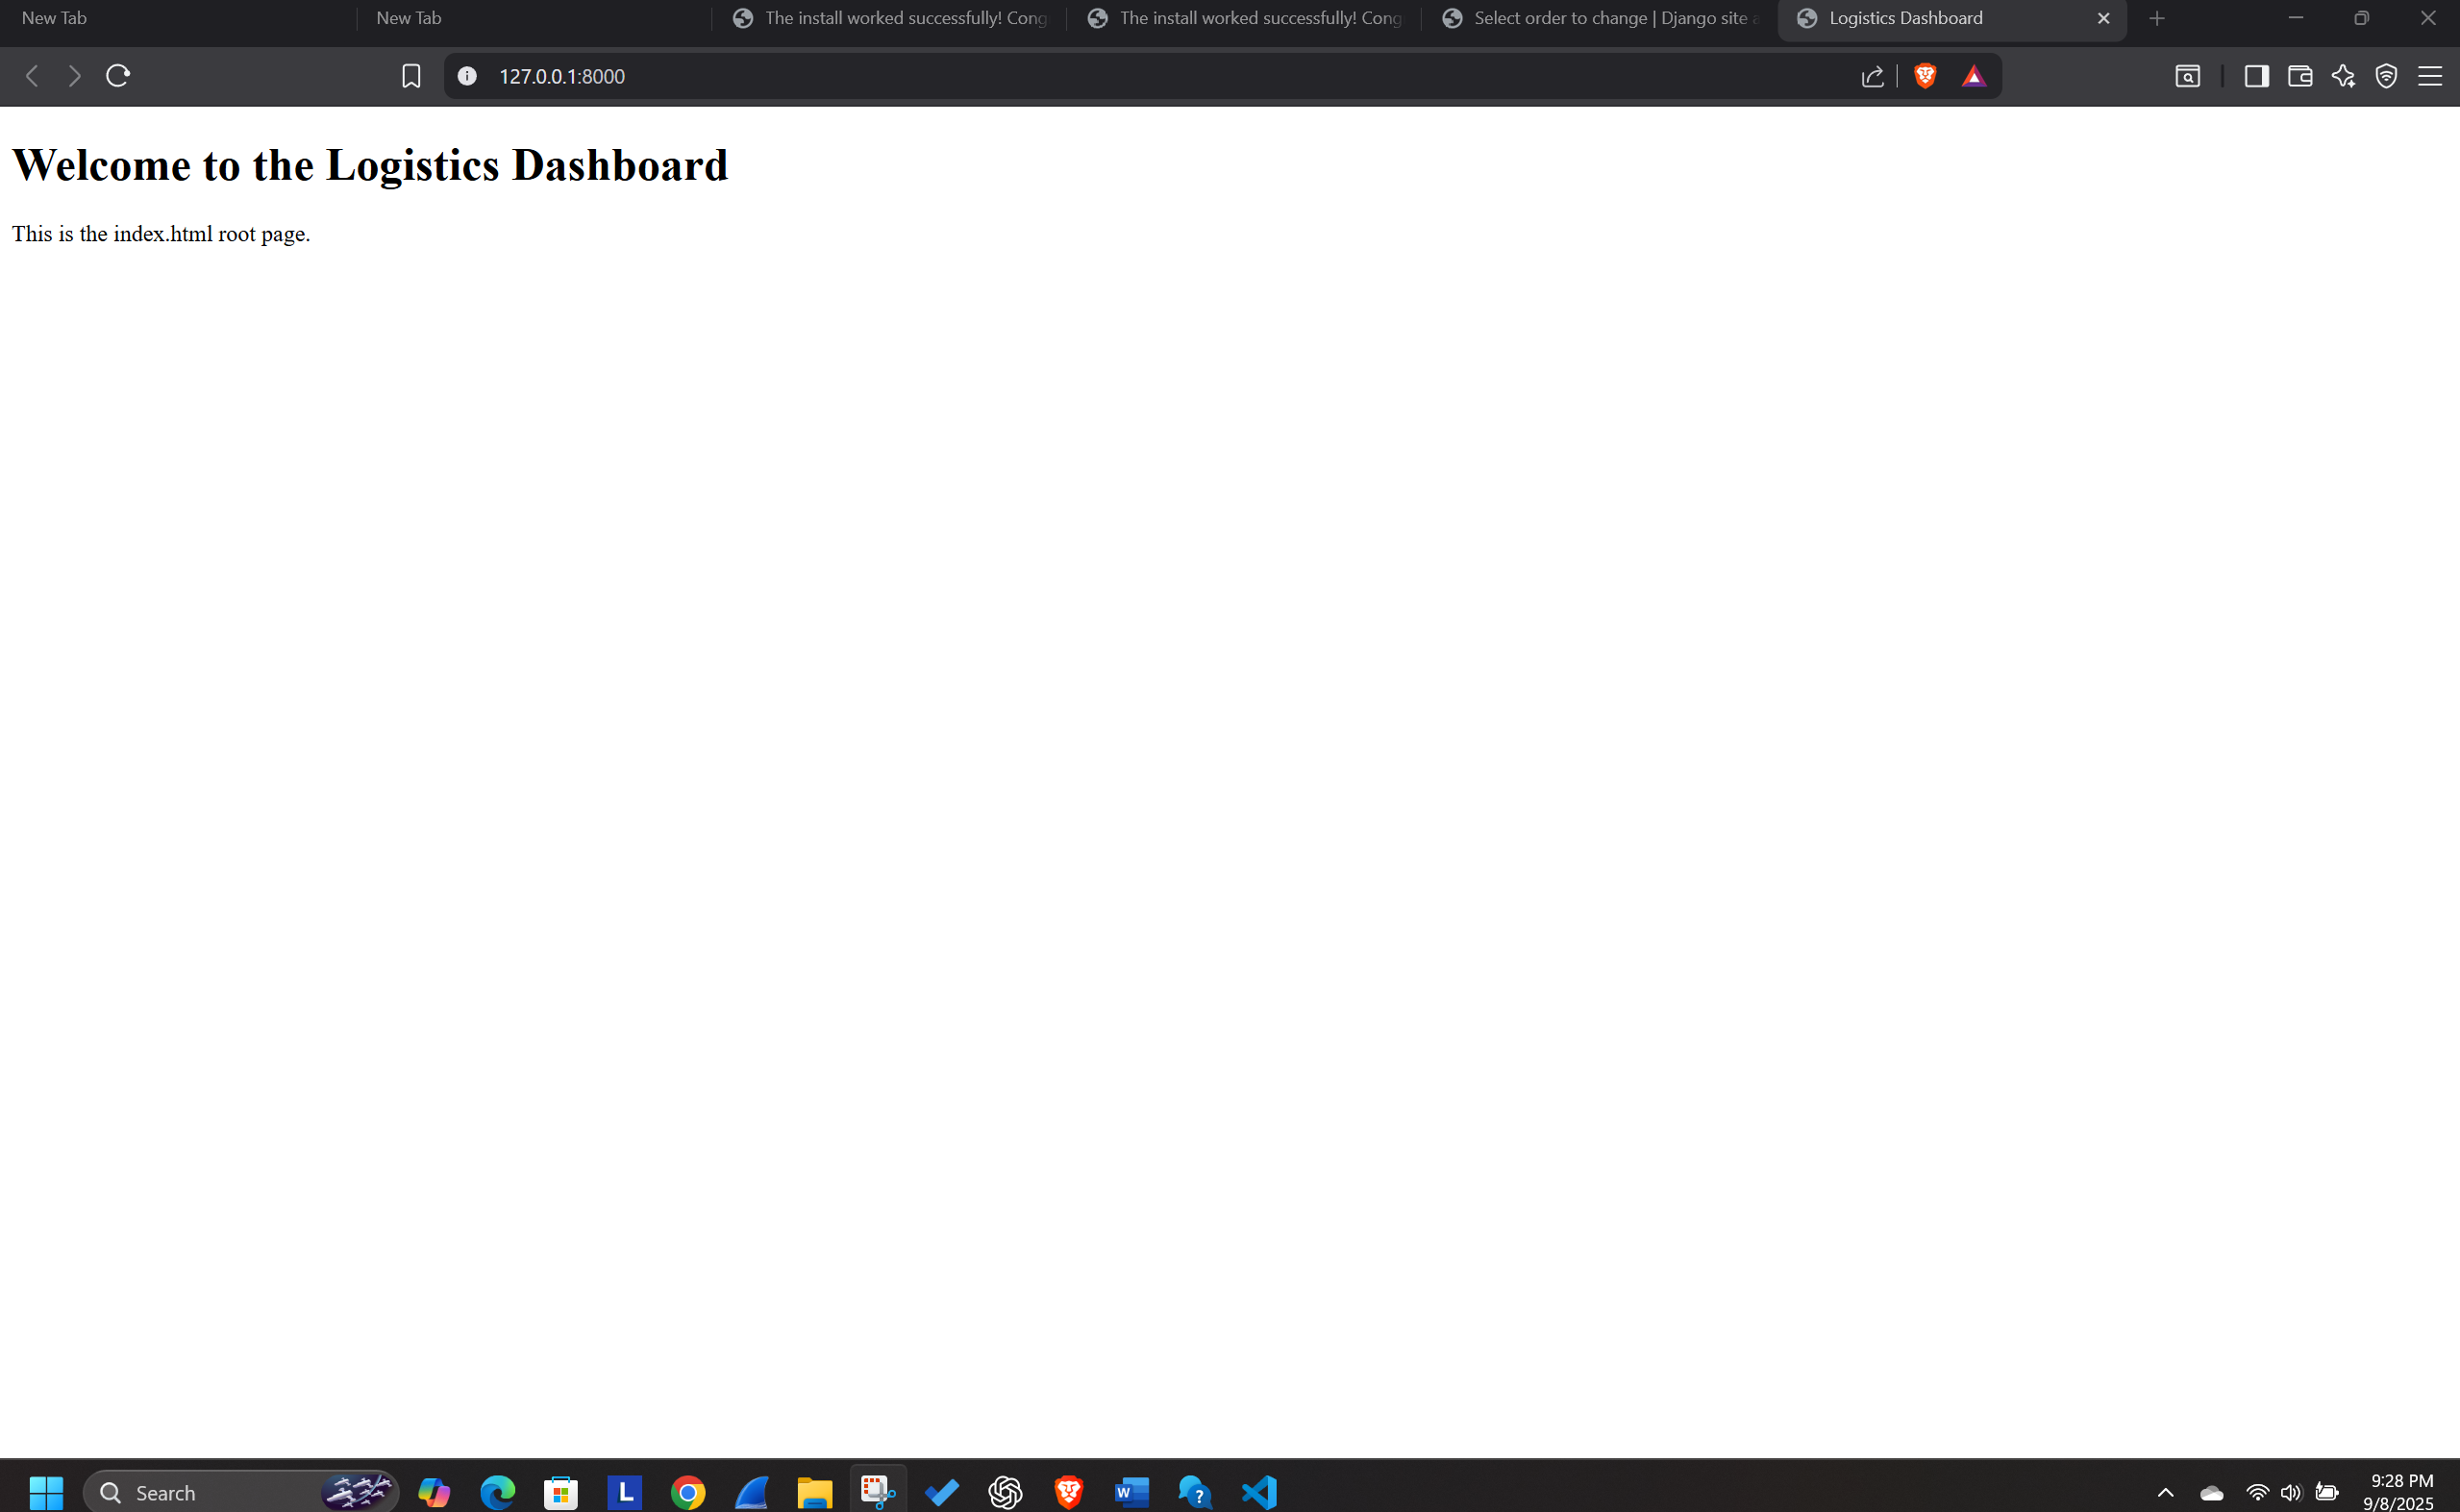 New Tab
New Tab
The install worked successfully! Cong
The install worked successfully! Cong
Select order to change | Django site a
Logistics Dashboard
127.0.0.1:8000
Welcome to the Logistics Dashboard
This is the index.html root page.
Search
L
W
?
9:28 PM
9/8/2025